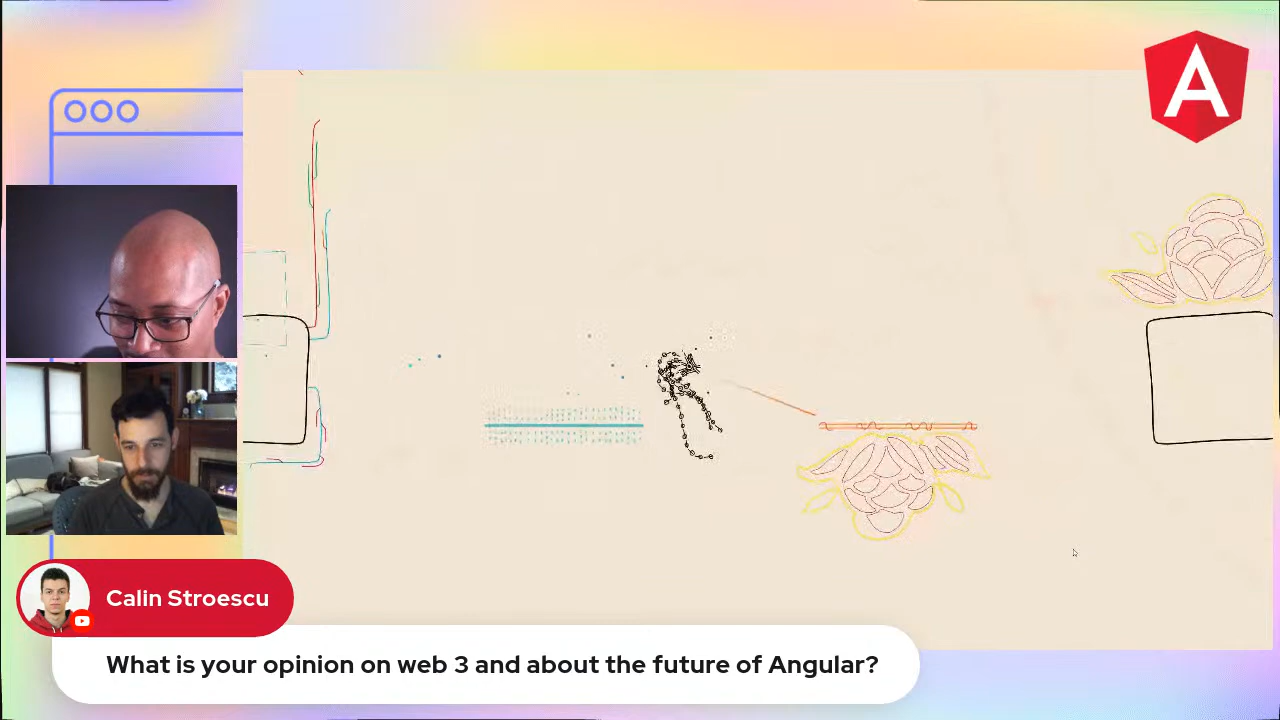 A
Calin Stroescu
What is your opinion on web 3 and about the future of Angular?